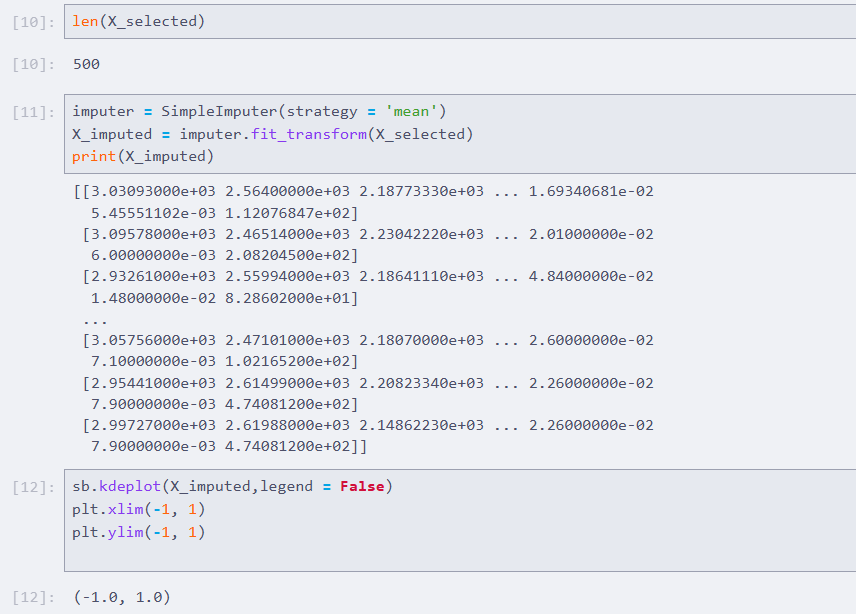 [10]: len(X_selected)
[10]: 500
[11]: imputer = SimpleImputer(strategy = 'mean')
X_imputed = imputer.fit_transform(X_selected)
print(X_imputed)
[[3.03093000e+03 2.56400000e+03 2.18773330e+03 ... 1.69340681e-02
5.45551102e-03 1.12076847e+02]
[3.09578000e+03 2.46514000e+03 2.23042220e+03 ... 2.01000000e-02
6.00000000e-03 2.08204500e+02]
[2.93261000e+03 2.55994000e+03 2.18641110e+03 ... 4.84000000e-02
1.48000000e-02 8.28602000e+01]
...
[3.05756000e+03 2.47101000e+03 2.18070000e+03 ... 2.60000000e-02
7.10000000e-03 1.02165200e+02]
[2.95441000e+03 2.61499000e+03 2.20823340e+03 ... 2.26000000e-02
7.90000000e-03 4.74081200e+02]
[2.99727000e+03 2.61988000e+03 2.14862230e+03 ... 2.26000000e-02
7.90000000e-03 4.74081200e+02]]
[12]: sb.kdeplot(X_imputed,legend = False)
plt.xlim(-1, 1)
plt.ylim(-1, 1)
[12]: (-1.0, 1.0)